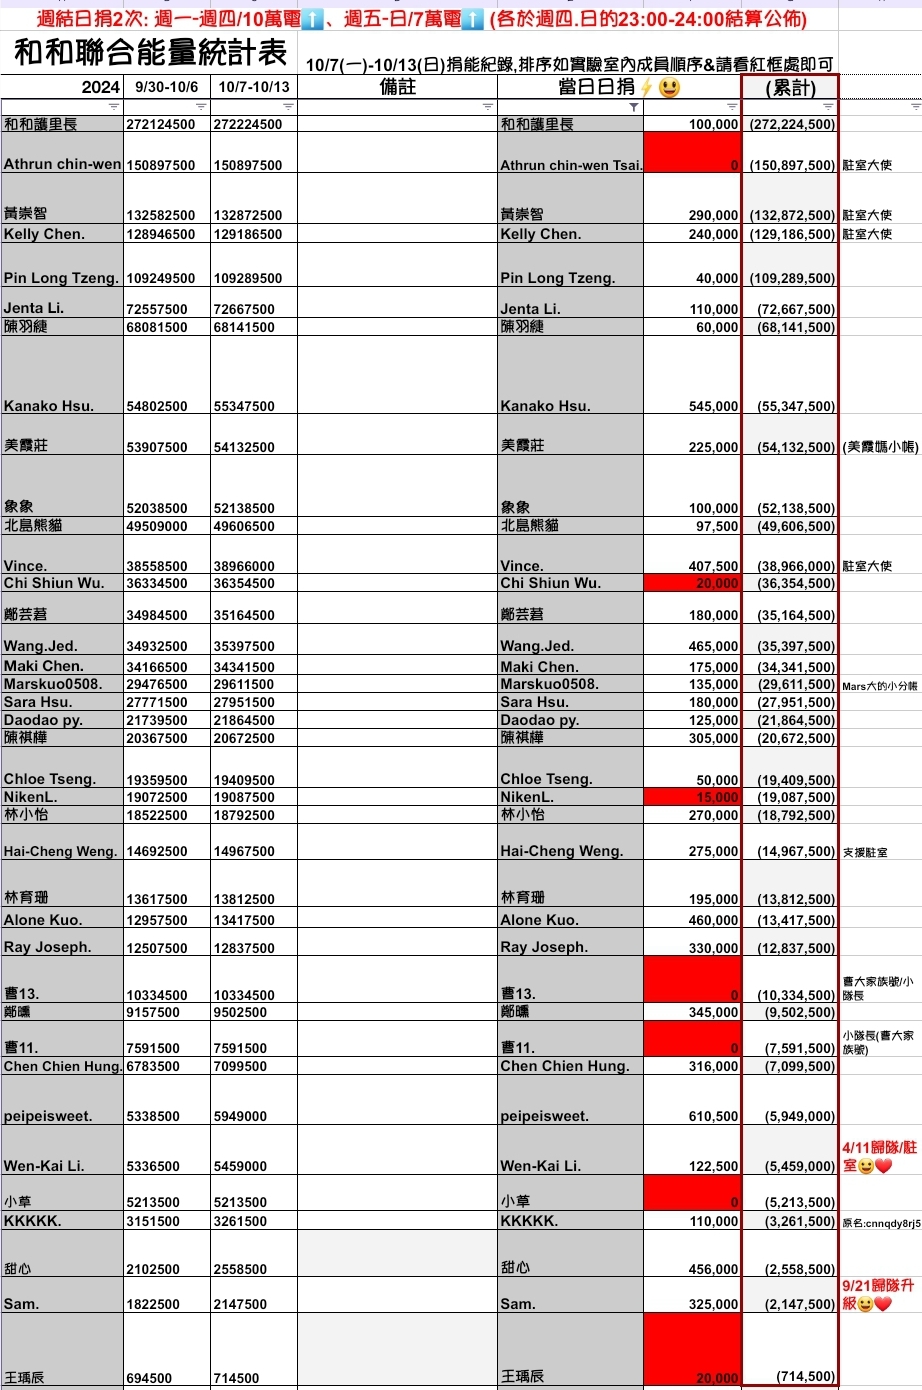 週結日捐2次: 週一-週四/10萬電⬆️、週五-日/7萬電⬆️ (各於週四.日的23:00-24:00結算公佈)
和和聯合能量統計表 10/7(一)-10/13(日)捐能紀錄,排序如實驗室內成員順序&請看紅框處即可
2024 9/30-10/6 10/7-10/13 備註 當日日捐⚡😃 (累計)
和和護里長 272124500 272224500 和和護里長 100,000 (272,224,500)
Athrun chin-wen 150897500 150897500 Athrun chin-wen Tsai. 0 (150,897,500) 駐室大使
黃崇智 132582500 132872500 黃崇智 290,000 (132,872,500) 駐室大使
Kelly Chen. 128946500 129186500 Kelly Chen. 240,000 (129,186,500) 駐室大使
Pin Long Tzeng. 109249500 109289500 Pin Long Tzeng. 40,000 (109,289,500)
Jenta Li. 72557500 72667500 Jenta Li. 110,000 (72,667,500)
陳羽緁 68081500 68141500 陳羽緁 60,000 (68,141,500)
Kanako Hsu. 54802500 55347500 Kanako Hsu. 545,000 (55,347,500)
美霞莊 53907500 54132500 美霞莊 225,000 (54,132,500) (美霞媽小帳)
象象 52038500 52138500 象象 100,000 (52,138,500)
北島熊貓 49509000 49606500 北島熊貓 97,500 (49,606,500)
Vince. 38558500 38966000 Vince. 407,500 (38,966,000) 駐室大使
Chi Shiun Wu. 36334500 36354500 Chi Shiun Wu. 20,000 (36,354,500)
鄭芸萫 34984500 35164500 鄭芸萫 180,000 (35,164,500)
Wang.Jed. 34932500 35397500 Wang.Jed. 465,000 (35,397,500)
Maki Chen. 34166500 34341500 Maki Chen. 175,000 (34,341,500)
Marskuo0508. 29476500 29611500 Marskuo0508. 135,000 (29,611,500) Mars大的小分帳
Sara Hsu. 27771500 27951500 Sara Hsu. 180,000 (27,951,500)
Daodao py. 21739500 21864500 Daodao py. 125,000 (21,864,500)
陳祺樺 20367500 20672500 陳祺樺 305,000 (20,672,500)
Chloe Tseng. 19359500 19409500 Chloe Tseng. 50,000 (19,409,500)
NikenL. 19072500 19087500 NikenL. 15,000 (19,087,500)
林小怡 18522500 18792500 林小怡 270,000 (18,792,500)
Hai-Cheng Weng. 14692500 14967500 Hai-Cheng Weng. 275,000 (14,967,500) 支援駐室
林育珊 13617500 13812500 林育珊 195,000 (13,812,500)
Alone Kuo. 12957500 13417500 Alone Kuo. 460,000 (13,417,500)
Ray Joseph. 12507500 12837500 Ray Joseph. 330,000 (12,837,500)
曹13. 10334500 10334500 曹13. 0 (10,334,500) 曹大家族號/小
隊長
鄭曛 9157500 9502500 鄭曛 345,000 (9,502,500)
曹11. 7591500 7591500 曹11. 0 (7,591,500) 小隊長(曹大家
族號)
Chen Chien Hung. 6783500 7099500 Chen Chien Hung. 316,000 (7,099,500)
peipeisweet. 5338500 5949000 peipeisweet. 610,500 (5,949,000)
Wen-Kai Li. 5336500 5459000 Wen-Kai Li. 122,500 (5,459,000) 4/11歸隊/駐
室😀❤️
小草 5213500 5213500 小草 0 (5,213,500)
KKKKK. 3151500 3261500 KKKKK. 110,000 (3,261,500) 原名:cnnqdy8rj5
甜心 2102500 2558500 甜心 456,000 (2,558,500)
Sam. 1822500 2147500 Sam. 325,000 (2,147,500) 9/21歸隊升
級😀❤️
王瑀辰 694500 714500 王瑀辰 20,000 (714,500)